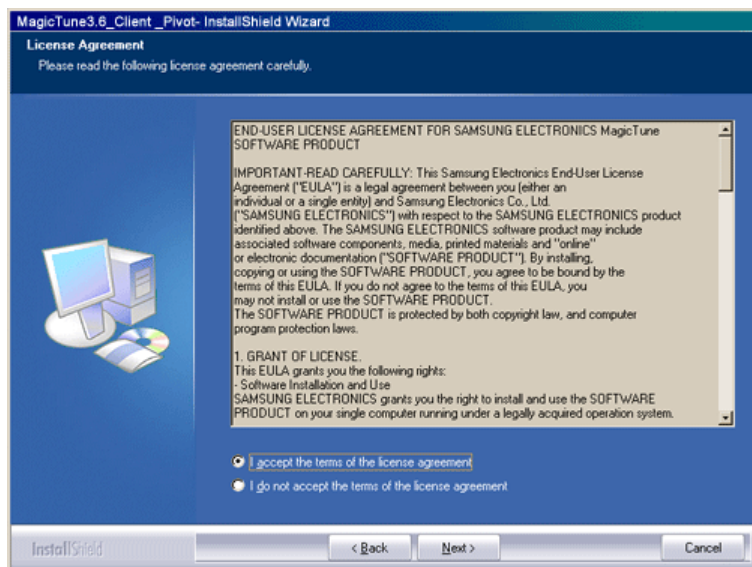 MagicTune3.6_Client _Pivot- InstallShield Wizard
License Agreement
Please read the following license agreement carefully.
END-USER LICENSE AGREEMENT FOR SAMSUNG ELECTRONICS MagicTune
SOFTWARE PRODUCT
IMPORTANT-READ CAREFULLY: This Samsung Electronics End-User License
Agreement ("EULA") is a legal agreement between you (either an
individual or a single entity) and Samsung Electronics Co., Ltd.
("SAMSUNG ELECTRONICS") with respect to the SAMSUNG ELECTRONICS product
identified above. The SAMSUNG ELECTRONICS software product may include
associated software components, media, printed materials and "online"
or electronic documentation ("SOFTWARE PRODUCT"). By installing,
copying or using the SOFTWARE PRODUCT, you agree to be bound by the
terms of this EULA. If you do not agree to the terms of this EULA, you
may not install or use the SOFTWARE PRODUCT.
The SOFTWARE PRODUCT is protected by both copyright law, and computer
program protection laws.
1. GRANT OF LICENSE.
This EULA grants you the following rights:
- Software Installation and Use
SAMSUNG ELECTRONICS grants you the right to install and use the SOFTWARE
PRODUCT on your single computer running under a legally acquired operation system.
I accept the terms of the license agreement
I do not accept the terms of the license agreement
InstallShield
< Back
Next >
Cancel